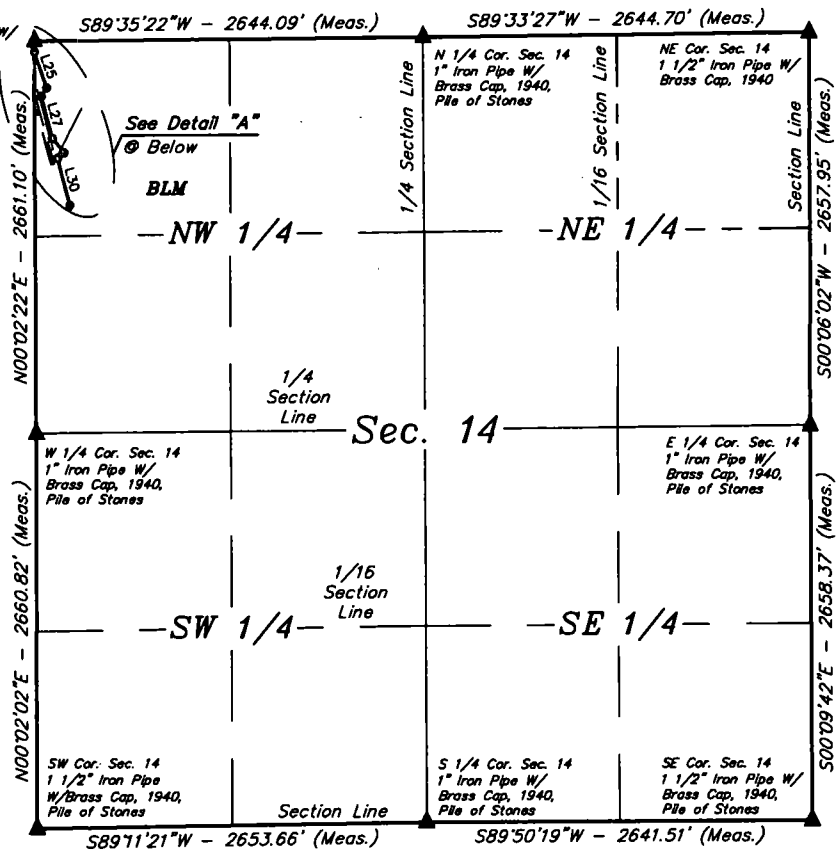 S89°35'22"W - 2644.09' (Meas.)
S89°33'27"W - 2644.70' (Meas.)
W/
L25
L27
L30
See Detail "A"
@ Below
BLM
N 1/4 Cor. Sec. 14
1" Iron Pipe W/
Brass Cap, 1940,
Pile of Stones
NE Cor. Sec. 14
1 1/2" Iron Pipe W/
Brass Cap, 1940
1/4 Section Line
1/16 Section Line
Section Line
N00°02'22"E - 2661.10' (Meas.)
S00°06'02"W - 2657.95' (Meas.)
NW 1/4
NE 1/4
1/4
Section
Line
Sec. 14
W 1/4 Cor. Sec. 14
1" Iron Pipe W/
Brass Cap, 1940,
Pile of Stones
E 1/4 Cor. Sec. 14
1" Iron Pipe W/
Brass Cap, 1940,
Pile of Stones
N00°02'02"E - 2660.82' (Meas.)
S00°09'42"E - 2658.37' (Meas.)
1/16
Section
Line
SW 1/4
SE 1/4
SW Cor. Sec. 14
1 1/2" Iron Pipe
W/Brass Cap, 1940,
Pile of Stones
S 1/4 Cor. Sec. 14
1" Iron Pipe W/
Brass Cap, 1940,
Pile of Stones
SE Cor. Sec. 14
1 1/2" Iron Pipe W/
Brass Cap, 1940,
Pile of Stones
Section Line
S89°11'21"W - 2653.66' (Meas.)
S89°50'19"W - 2641.51' (Meas.)